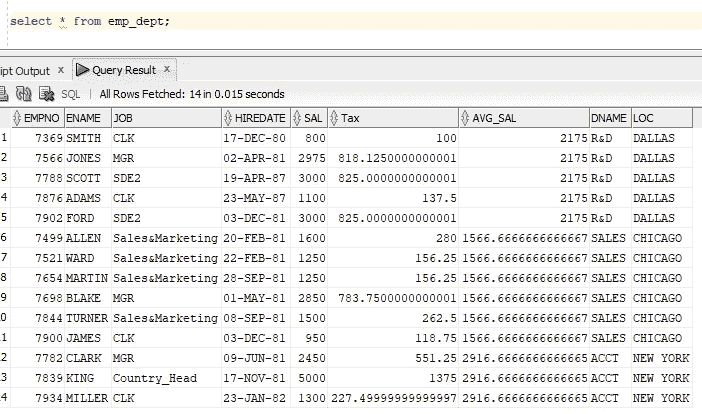 select * from emp_dept;
ipt Output x Query Result x
SQL | All Rows Fetched: 14 in 0.015 seconds
EMPNO ENAME JOB HIREDATE SAL Tax AVG_SAL DNAME LOC
1 7369 SMITH CLK 17-DEC-80 800 100 2175 R&D DALLAS
2 7566 JONES MGR 02-APR-81 2975 818.1250000000001 2175 R&D DALLAS
3 7788 SCOTT SDE2 19-APR-87 3000 825.0000000000001 2175 R&D DALLAS
4 7876 ADAMS CLK 23-MAY-87 1100 137.5 2175 R&D DALLAS
5 7902 FORD SDE2 03-DEC-81 3000 825.0000000000001 2175 R&D DALLAS
6 7499 ALLEN Sales&Marketing 20-FEB-81 1600 280 1566.6666666666667 SALES CHICAGO
7 7521 WARD Sales&Marketing 22-FEB-81 1250 156.25 1566.6666666666667 SALES CHICAGO
8 7654 MARTIN Sales&Marketing 28-SEP-81 1250 156.25 1566.6666666666667 SALES CHICAGO
9 7698 BLAKE MGR 01-MAY-81 2850 783.7500000000001 1566.6666666666667 SALES CHICAGO
0 7844 TURNER Sales&Marketing 08-SEP-81 1500 262.5 1566.6666666666667 SALES CHICAGO
1 7900 JAMES CLK 03-DEC-81 950 118.75 1566.6666666666667 SALES CHICAGO
2 7782 CLARK MGR 09-JUN-81 2450 551.25 2916.6666666666665 ACCT NEW YORK
3 7839 KING Country_Head 17-NOV-81 5000 1375 2916.6666666666665 ACCT NEW YORK
4 7934 MILLER CLK 23-JAN-82 1300 227.49999999999997 2916.6666666666665 ACCT NEW YORK